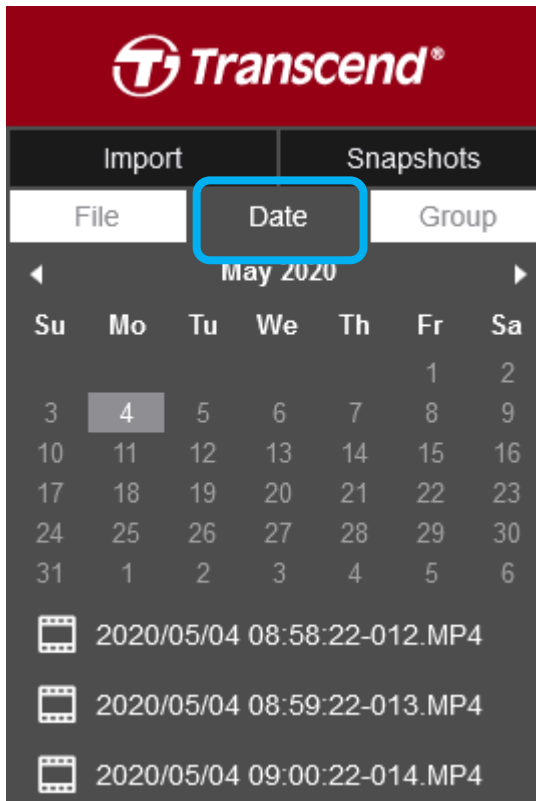 Transcend®
Import Snapshots
File Date Group
May 2020
Su Mo Tu We Th Fr Sa
1 2
3 4 5 6 7 8 9
10 11 12 13 14 15 16
17 18 19 20 21 22 23
24 25 26 27 28 29 30
31 1 2 3 4 5 6
2020/05/04 08:58:22-012.MP4
2020/05/04 08:59:22-013.MP4
2020/05/04 09:00:22-014.MP4